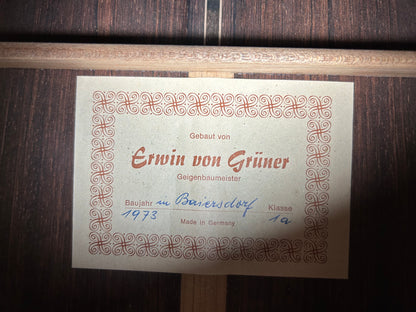 Gebaut von
Erwin von Grüner
Geigenbaumeister
Baujahr in Baiersdorf Klasse
1973 1a
Made in Germany